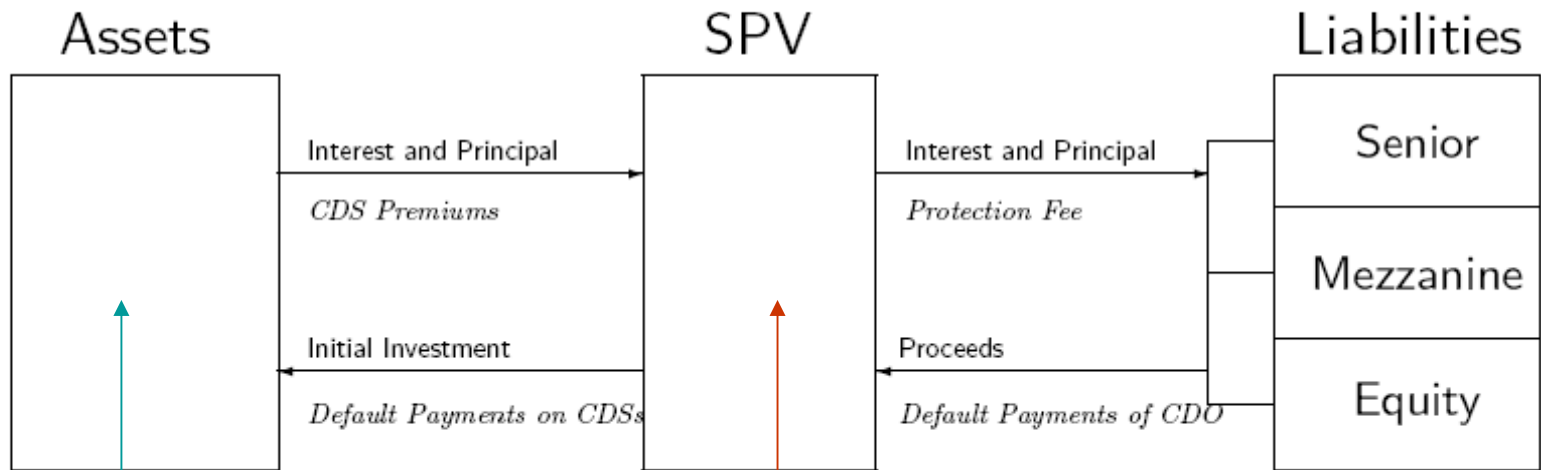 Assets
SPV
Liabilities
Interest and Principal
CDS Premiums
Initial Investment
Default Payments on CDSs
Interest and Principal
Protection Fee
Proceeds
Default Payments of CDO
Senior
Mezzanine
Equity